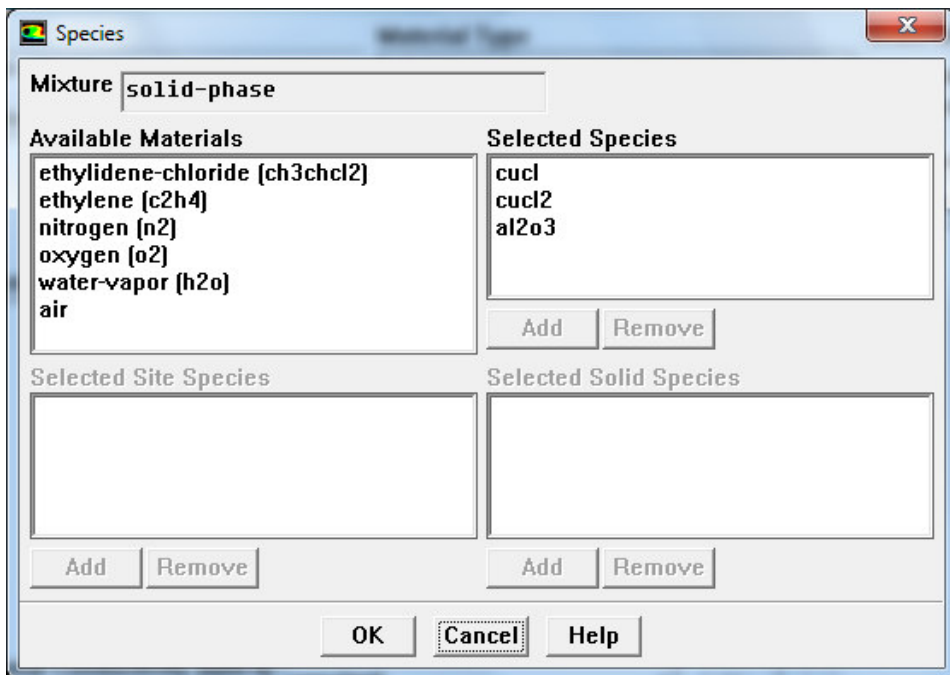 Species
Material Type
Mixture solid-phase
Available Materials
ethylidene-chloride (ch3chcl2)
ethylene (c2h4)
nitrogen (n2)
oxygen (o2)
water-vapor (h2o)
air
Selected Species
cucl
cucl2
al2o3
Add Remove
Selected Site Species
Add Remove
Selected Solid Species
Add Remove
OK Cancel Help